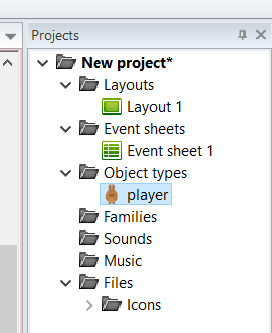 Projects
New project*
Layouts
Layout 1
Event sheets
Event sheet 1
Object types
player
Families
Sounds
Music
Files
Icons